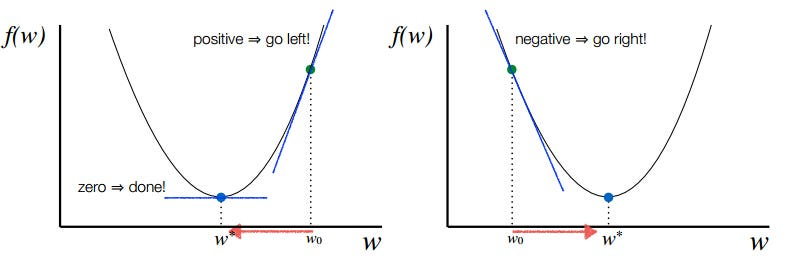 f(w)
positive ⇒ go left!
zero ⇒ done!
w*
w₀
w
f(w)
negative ⇒ go right!
w₀
w*
w